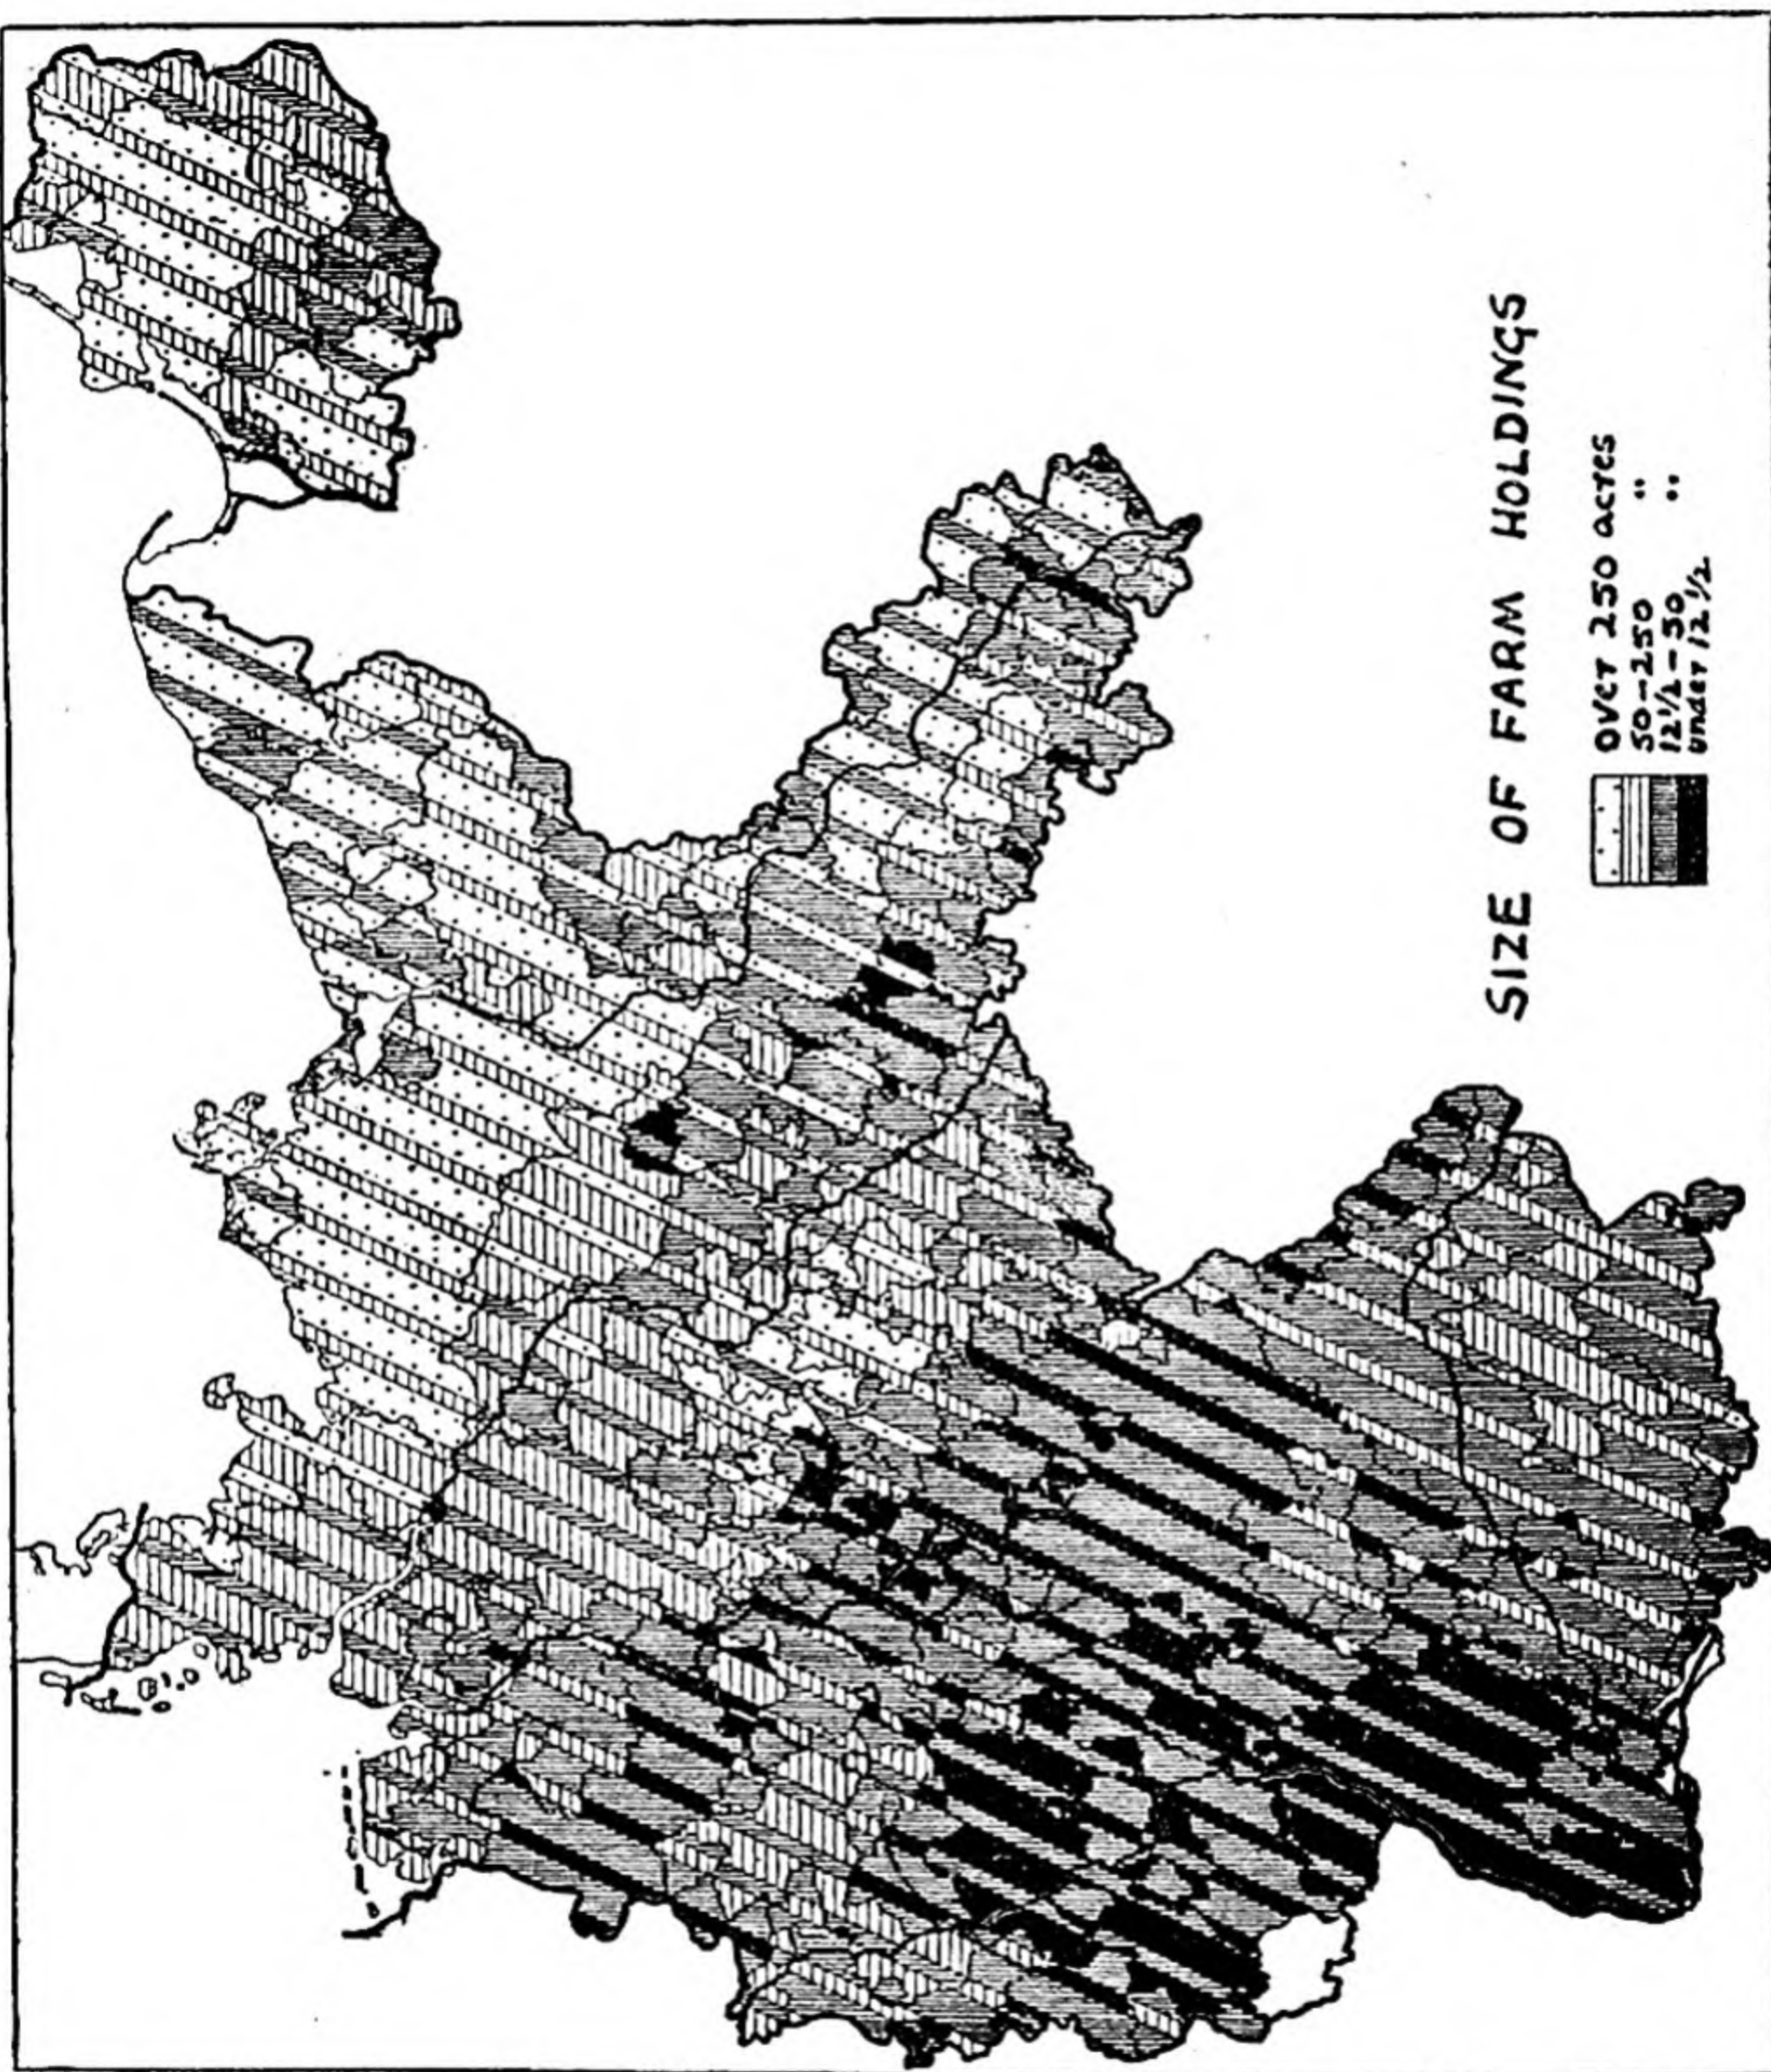 SIZE OF FARM HOLDINGS
Over 250 acres
50-250 "
12½-50 "
Under 12½